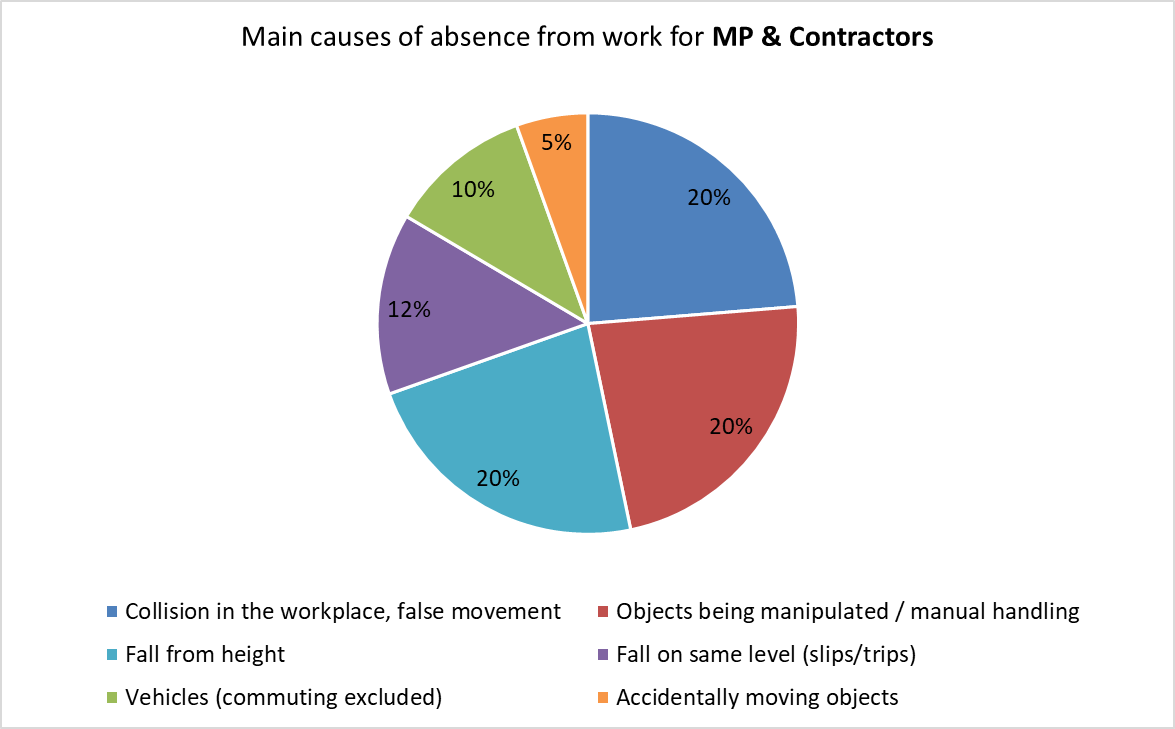 Main causes of absence from work for MP & Contractors
5%
20%
10%
12%
20%
20%
Collision in the workplace, false movement
Objects being manipulated / manual handling
Fall from height
Fall on same level (slips/trips)
Vehicles (commuting excluded)
Accidentally moving objects